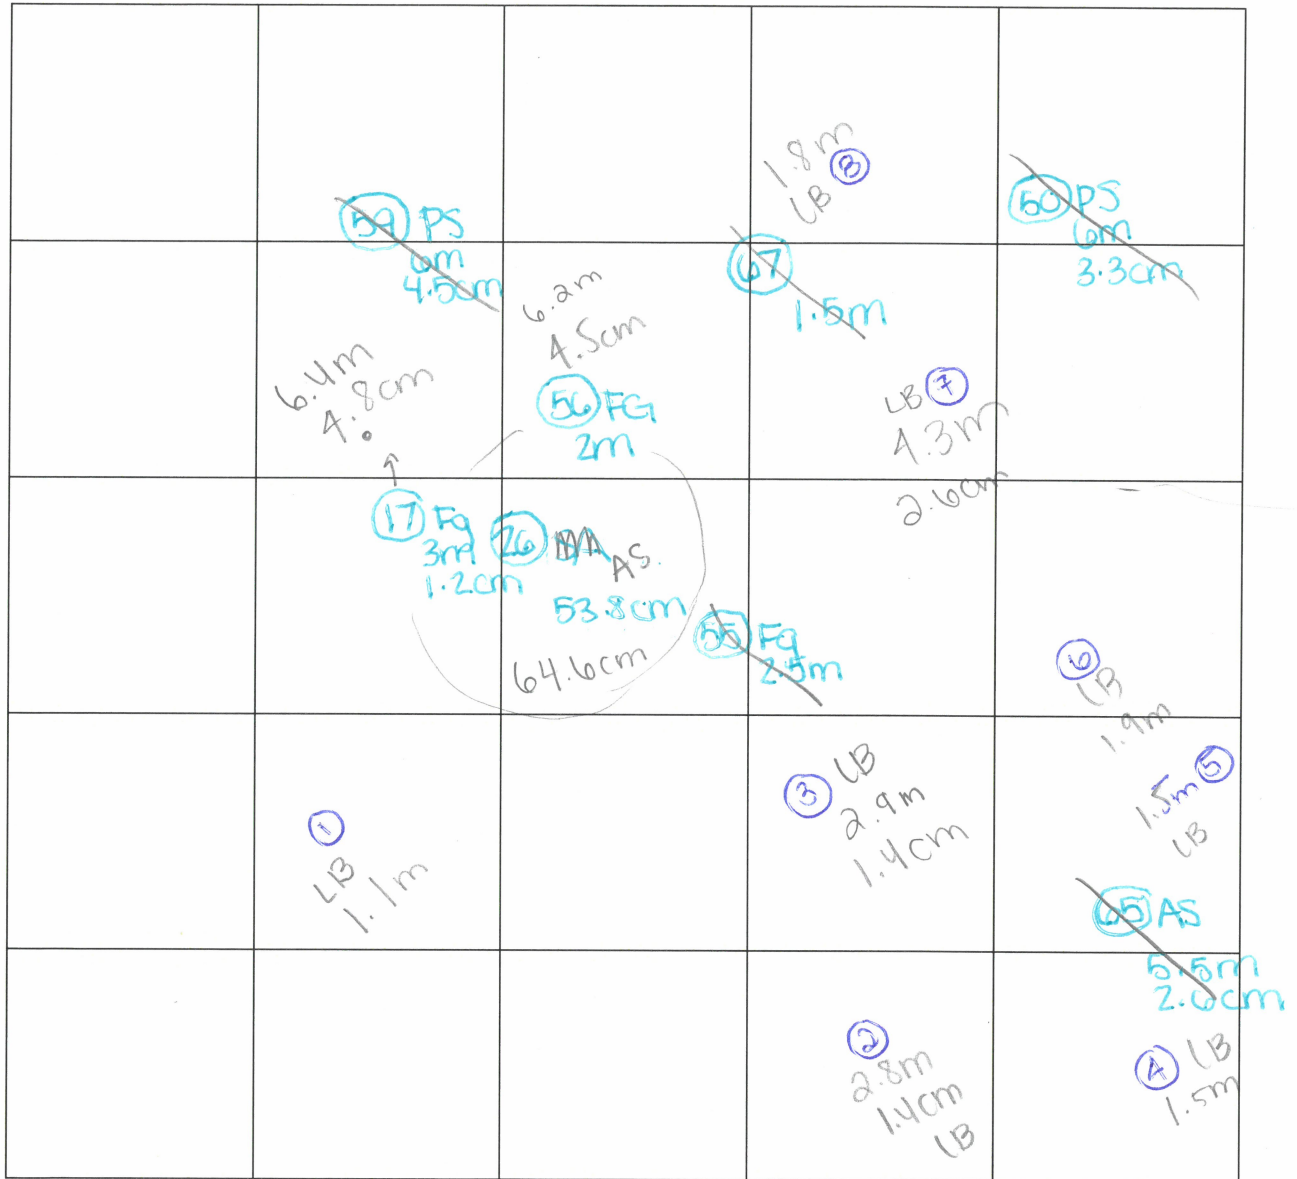 1.8m
LB 8
59 PS
6m
4.5cm
50 PS
6m
3.3cm
67
1.5m
6.2m
4.5cm
56 FG
2m
6.4m
4.8cm
LB 7
4.3m
2.6cm
17 Fg
3m
1.2cm
26
AS.
53.8cm
64.6cm
55 Fg
2.5m
6
LB
1.9m
3 LB
2.9m
1.4cm
1.5m 5
LB
1
LB
1.1m
65 AS
5.5m
2.6cm
2
2.8m
1.4cm
LB
4 LB
1.5m